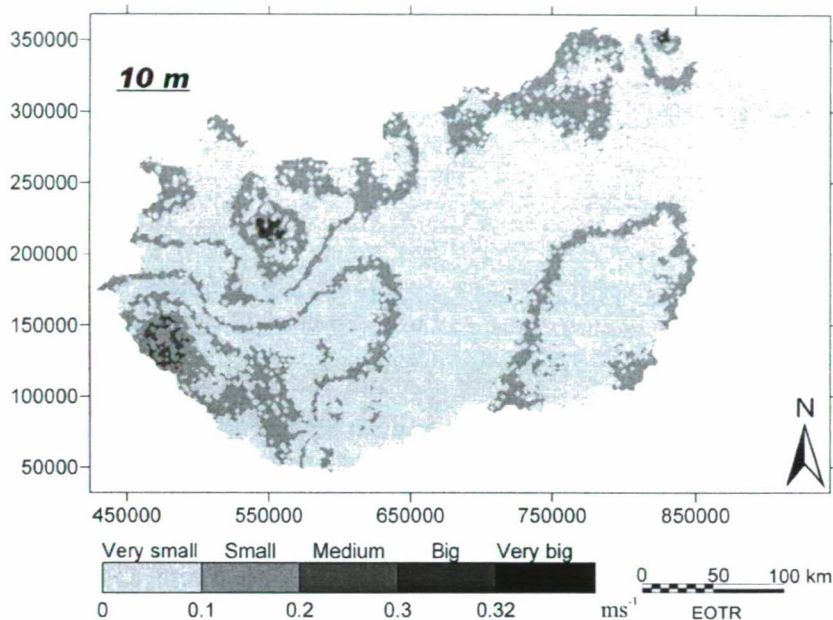 350000
10 m
300000
250000
200000
150000
100000
50000
N
450000 550000 650000 750000 850000
Very small Small Medium Big Very big
0 50 100 km
0 0.1 0.2 0.3 0.32 ms⁻¹ EOTR